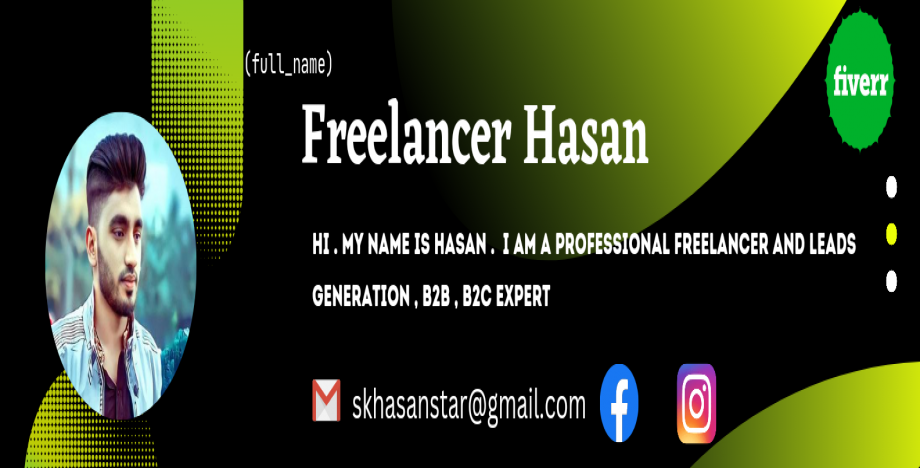 (full_name)
fiverr
Freelancer Hasan
HI . MY NAME IS HASAN . I AM A PROFESSIONAL FREELANCER AND LEADS
GENERATION , B2B , B2C EXPERT
skhasanstar@gmail.com